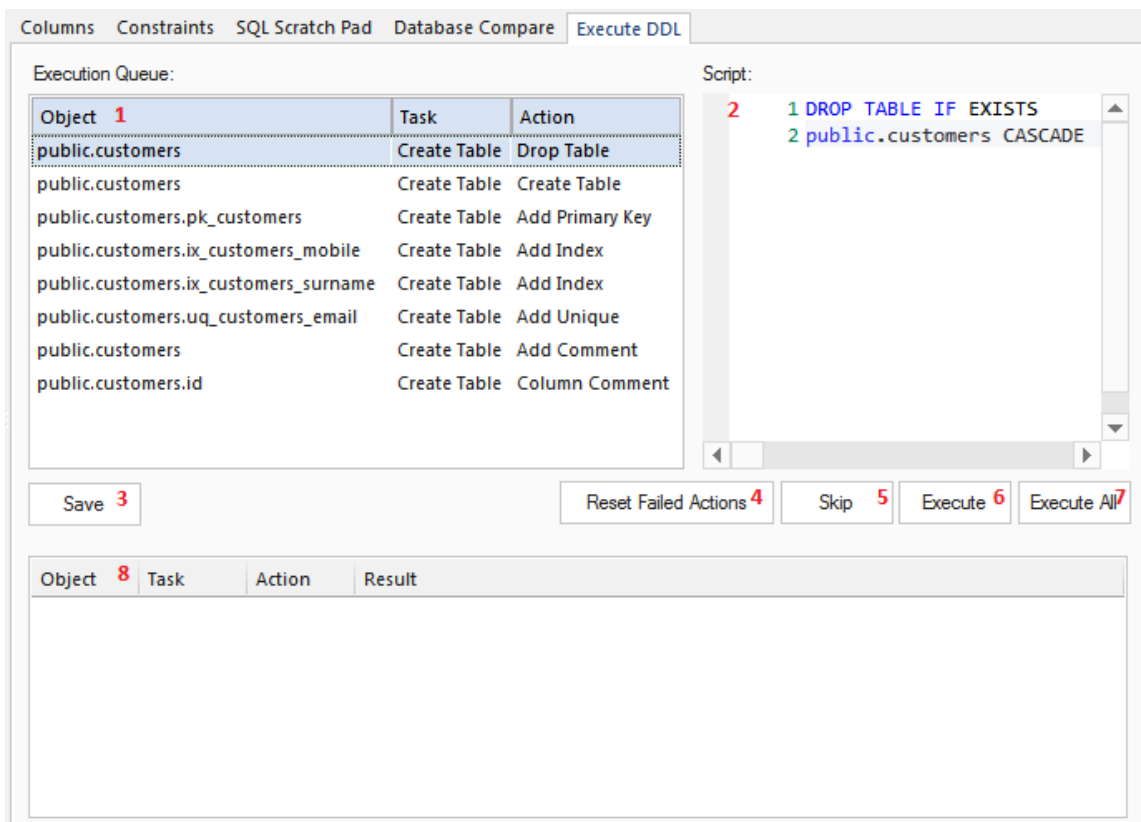 Columns Constraints SQL Scratch Pad Database Compare Execute DDL
Execution Queue:
Object 1 Task Action
public.customers Create Table Drop Table
public.customers Create Table Create Table
public.customers.pk_customers Create Table Add Primary Key
public.customers.ix_customers_mobile Create Table Add Index
public.customers.ix_customers_surname Create Table Add Index
public.customers.uq_customers_email Create Table Add Unique
public.customers Create Table Add Comment
public.customers.id Create Table Column Comment
Script:
2 1 DROP TABLE IF EXISTS
2 public.customers CASCADE
Save 3 Reset Failed Actions 4 Skip 5 Execute 6 Execute All 7
Object 8 Task Action Result